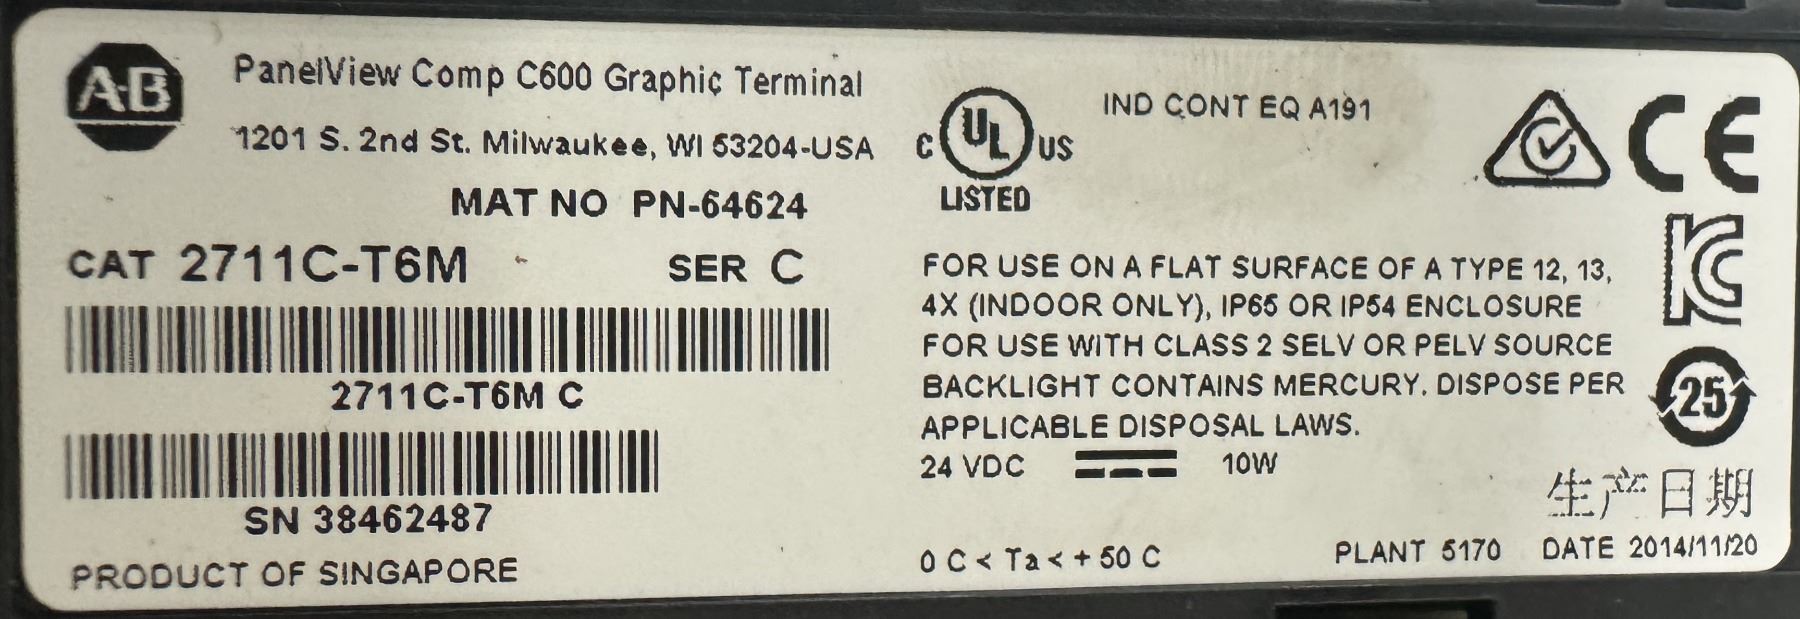 AB
PanelView Comp C600 Graphic Terminal
1201 S. 2nd St. Milwaukee, WI 53204-USA
MAT NO PN-64624
CAT 2711C-T6M SER C
2711C-T6M C
SN 38462487
PRODUCT OF SINGAPORE
C UL US
LISTED
IND CONT EQ A191
CE
KC
25
FOR USE ON A FLAT SURFACE OF A TYPE 12, 13,
4X (INDOOR ONLY), IP65 OR IP54 ENCLOSURE
FOR USE WITH CLASS 2 SELV OR PELV SOURCE
BACKLIGHT CONTAINS MERCURY. DISPOSE PER
APPLICABLE DISPOSAL LAWS.
24 VDC 10W
生产日期
0 C < Ta < + 50 C
PLANT 5170 DATE 2014/11/20